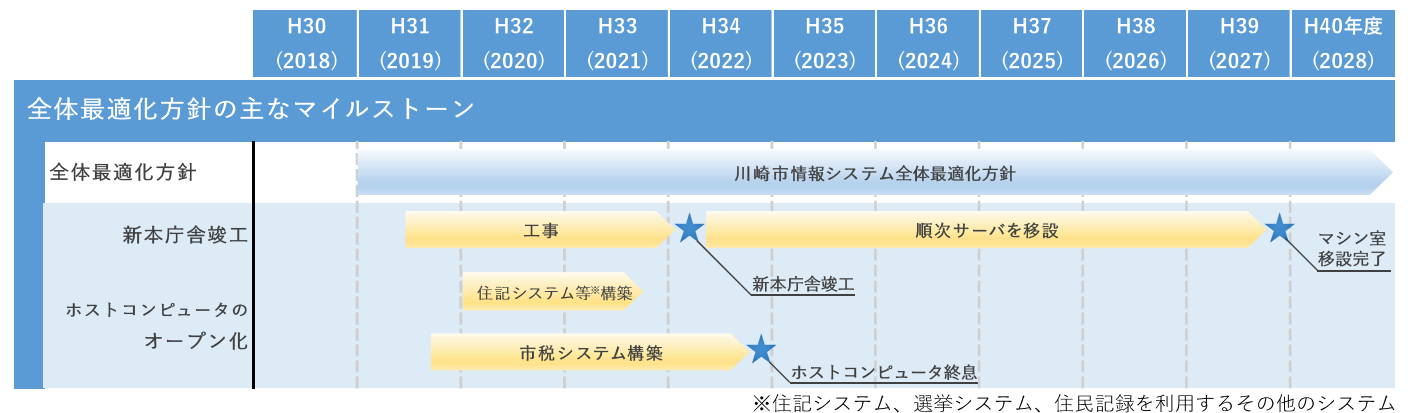 H30 H31 H32 H33 H34 H35 H36 H37 H38 H39 H40年度
(2018) (2019) (2020) (2021) (2022) (2023) (2024) (2025) (2026) (2027) (2028)
全体最適化方針の主なマイルストーン
全体最適化方針
川崎市情報システム全体最適化方針
新本庁舎竣工
工事
順次サーバを移設
マシン室
移設完了
新本庁舎竣工
ホストコンピュータの
オープン化
住記システム等※構築
市税システム構築
ホストコンピュータ終息
※住記システム、選挙システム、住民記録を利用するその他のシステム